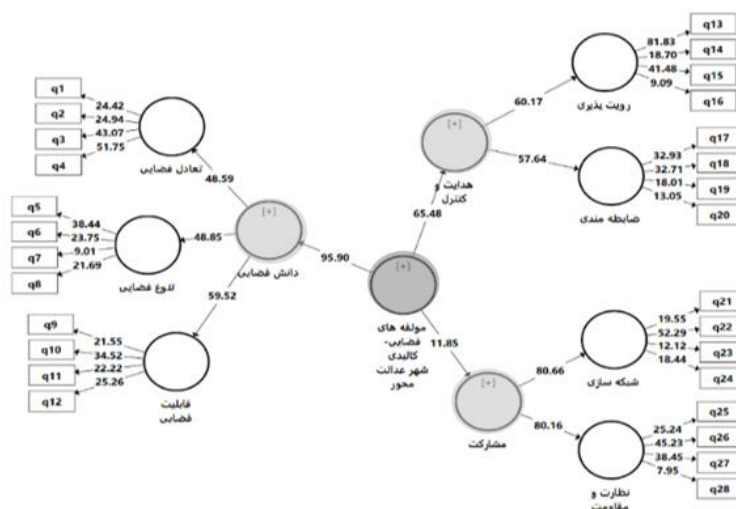 q1
q2
q3
q4
24.42
24.94
43.07
51.75
تعادل فضایی
48.59
q5
q6
q7
q8
38.44
23.75
9.01
21.69
تنوع فضایی
48.85
q9
q10
q11
q12
21.55
34.52
22.22
25.26
قابلیت
فضایی
59.52
[+]
دانش فضایی
95.90
[+]
مولفه های
فضایی-
کالبدی
شهر عدالت
محور
65.48
[+]
هدایت و
کنترل
60.17
رویت پذیری
81.83
18.70
41.48
9.09
q13
q14
q15
q16
57.64
ضابطه مندی
32.93
32.71
18.01
13.05
q17
q18
q19
q20
11.85
[+]
مشارکت
80.66
شبکه سازی
19.55
52.29
12.12
18.44
q21
q22
q23
q24
80.16
نظارت و
مقاومت
25.24
45.23
38.45
7.95
q25
q26
q27
q28